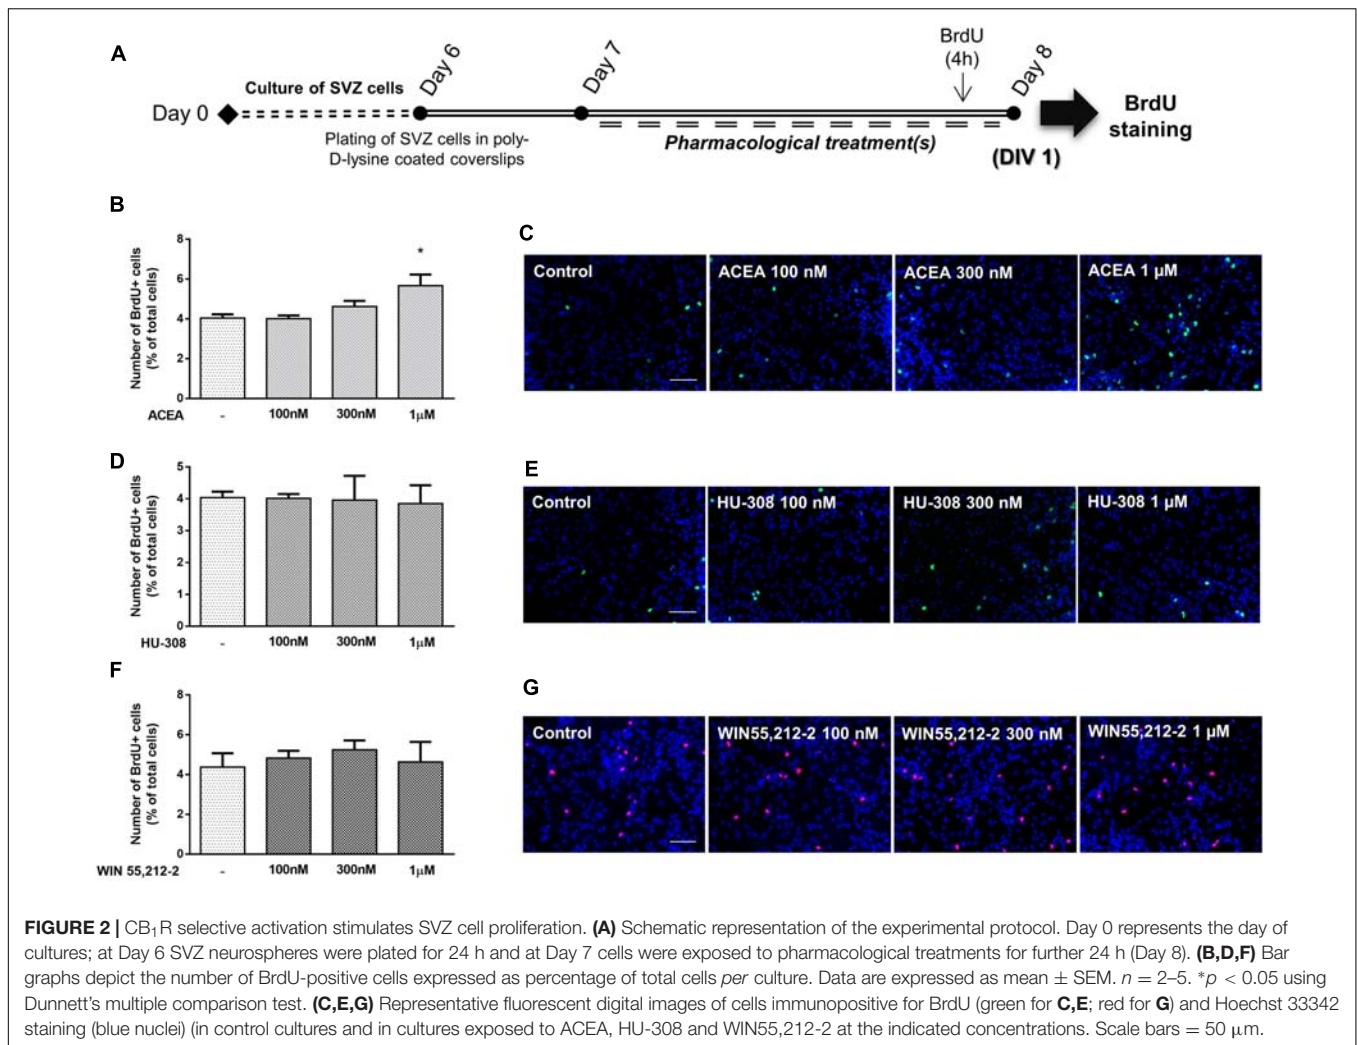 A
Day 0
Culture of SVZ cells
Day 6
Plating of SVZ cells in poly-
D-lysine coated coverslips
Day 7
Pharmacological treatment(s)
BrdU
(4h)
Day 8
(DIV 1)
BrdU
staining
B
Number of BrdU+ cells
(% of total cells)
8
6
4
2
0
*
ACEA
-
100nM
300nM
1µM
C
Control
ACEA 100 nM
ACEA 300 nM
ACEA 1 µM
D
Number of BrdU+ cells
(% of total cells)
5
4
3
2
1
0
HU-308
-
100nM
300nM
1µM
E
Control
HU-308 100 nM
HU-308 300 nM
HU-308 1 µM
F
Number of BrdU+ cells
(% of total cells)
8
6
4
2
0
WIN 55,212-2
-
100nM
300nM
1µM
G
Control
WIN55,212-2 100 nM
WIN55,212-2 300 nM
WIN55,212-2 1 µM
FIGURE 2 | CB₁R selective activation stimulates SVZ cell proliferation. (A) Schematic representation of the experimental protocol. Day 0 represents the day of
cultures; at Day 6 SVZ neurospheres were plated for 24 h and at Day 7 cells were exposed to pharmacological treatments for further 24 h (Day 8). (B,D,F) Bar
graphs depict the number of BrdU-positive cells expressed as percentage of total cells per culture. Data are expressed as mean ± SEM. n = 2–5. *p < 0.05 using
Dunnett's multiple comparison test. (C,E,G) Representative fluorescent digital images of cells immunopositive for BrdU (green for C,E; red for G) and Hoechst 33342
staining (blue nuclei) (in control cultures and in cultures exposed to ACEA, HU-308 and WIN55,212-2 at the indicated concentrations. Scale bars = 50 µm.